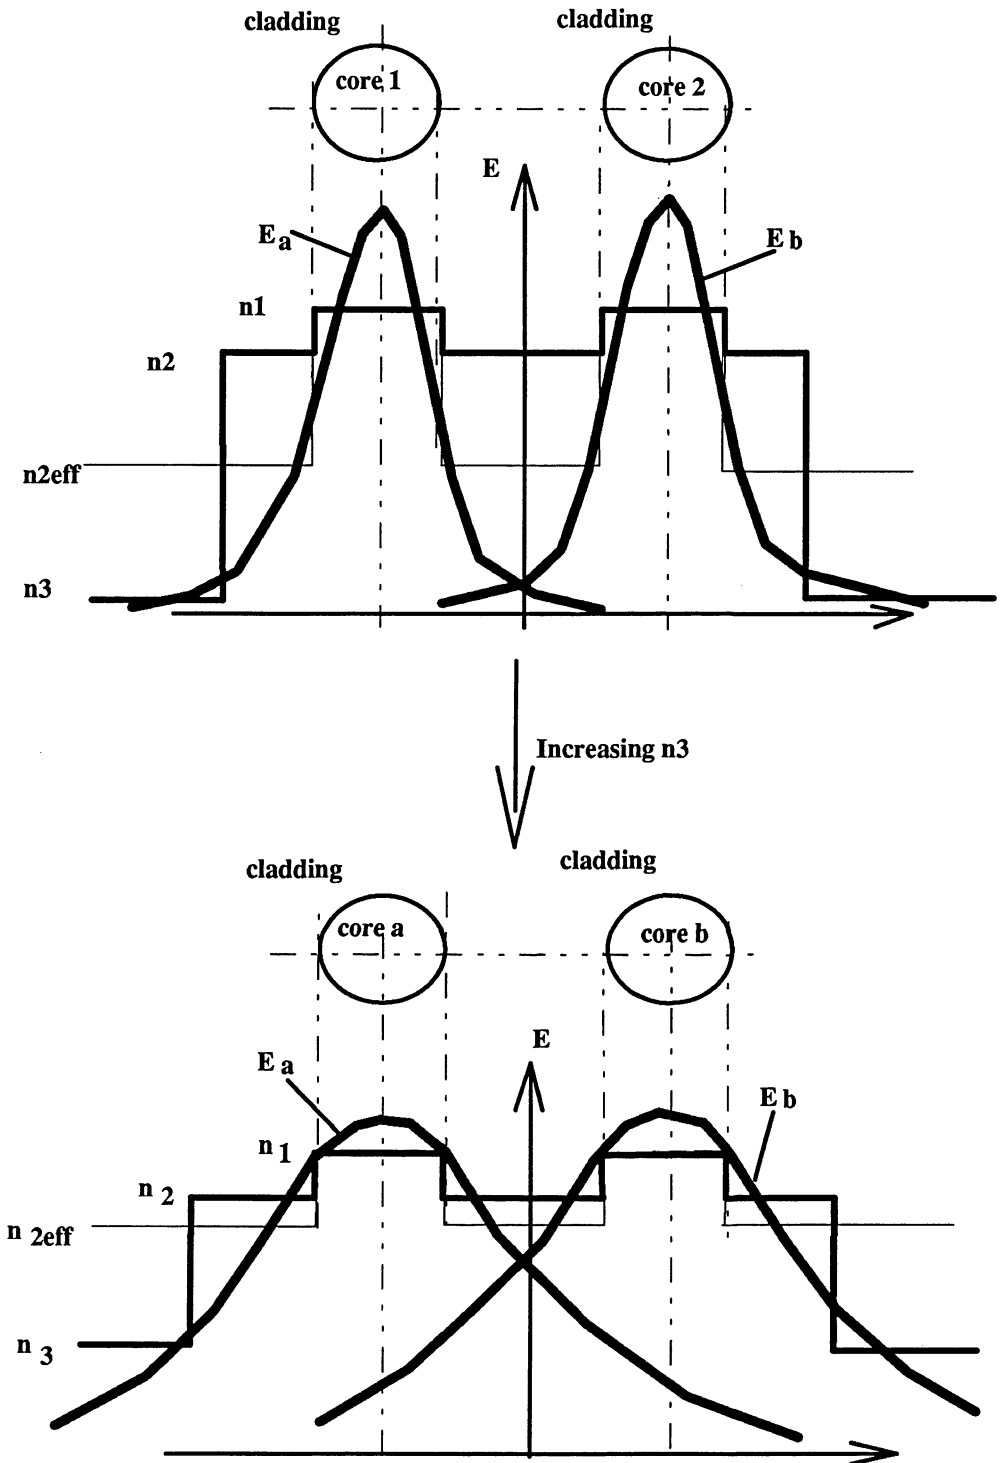 cladding
cladding
core 1
core 2
E
E a
E b
n1
n2
n2eff
n3
Increasing n3
cladding
cladding
core a
core b
E
E a
E b
n 1
n 2
n 2eff
n 3